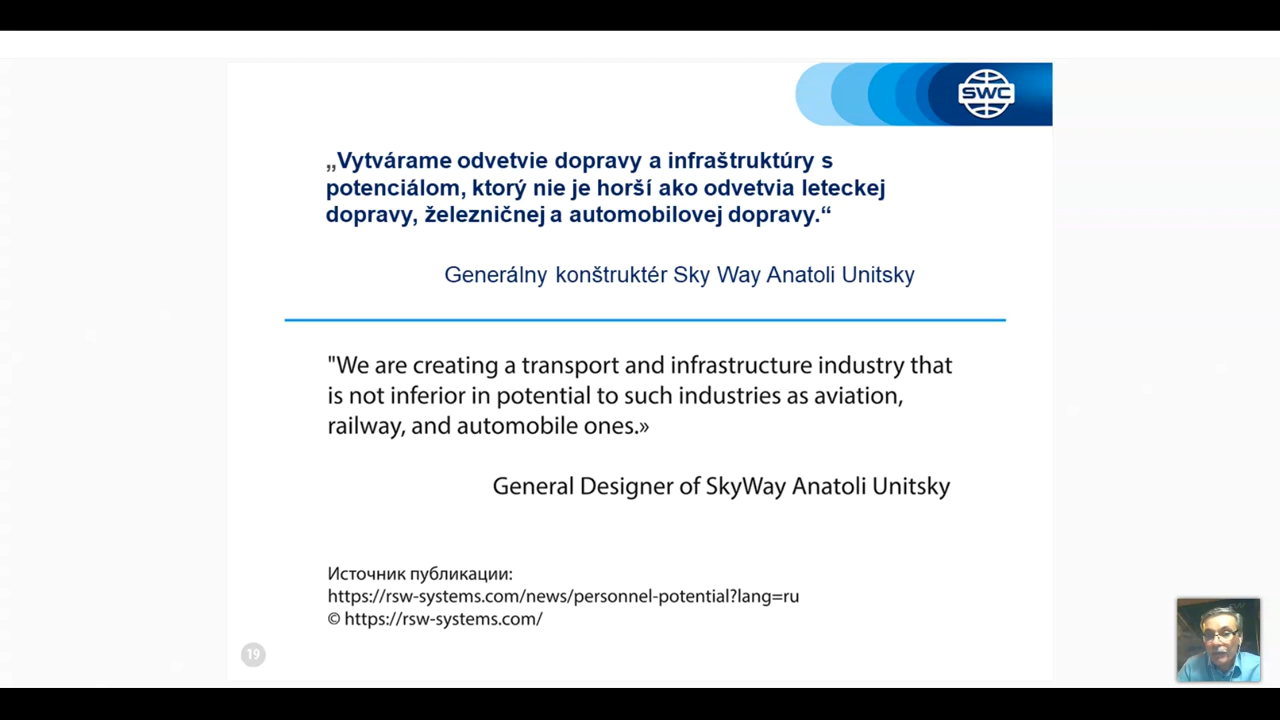 SWC
„Vytvárame odvetvie dopravy a infraštruktúry s
potenciálom, ktorý nie je horší ako odvetvia leteckej
dopravy, železničnej a automobilovej dopravy.“
Generálny konštruktér Sky Way Anatoli Unitsky
"We are creating a transport and infrastructure industry that
is not inferior in potential to such industries as aviation,
railway, and automobile ones.»
General Designer of SkyWay Anatoli Unitsky
Источник публикации:
https://rsw-systems.com/news/personnel-potential?lang=ru
© https://rsw-systems.com/
19